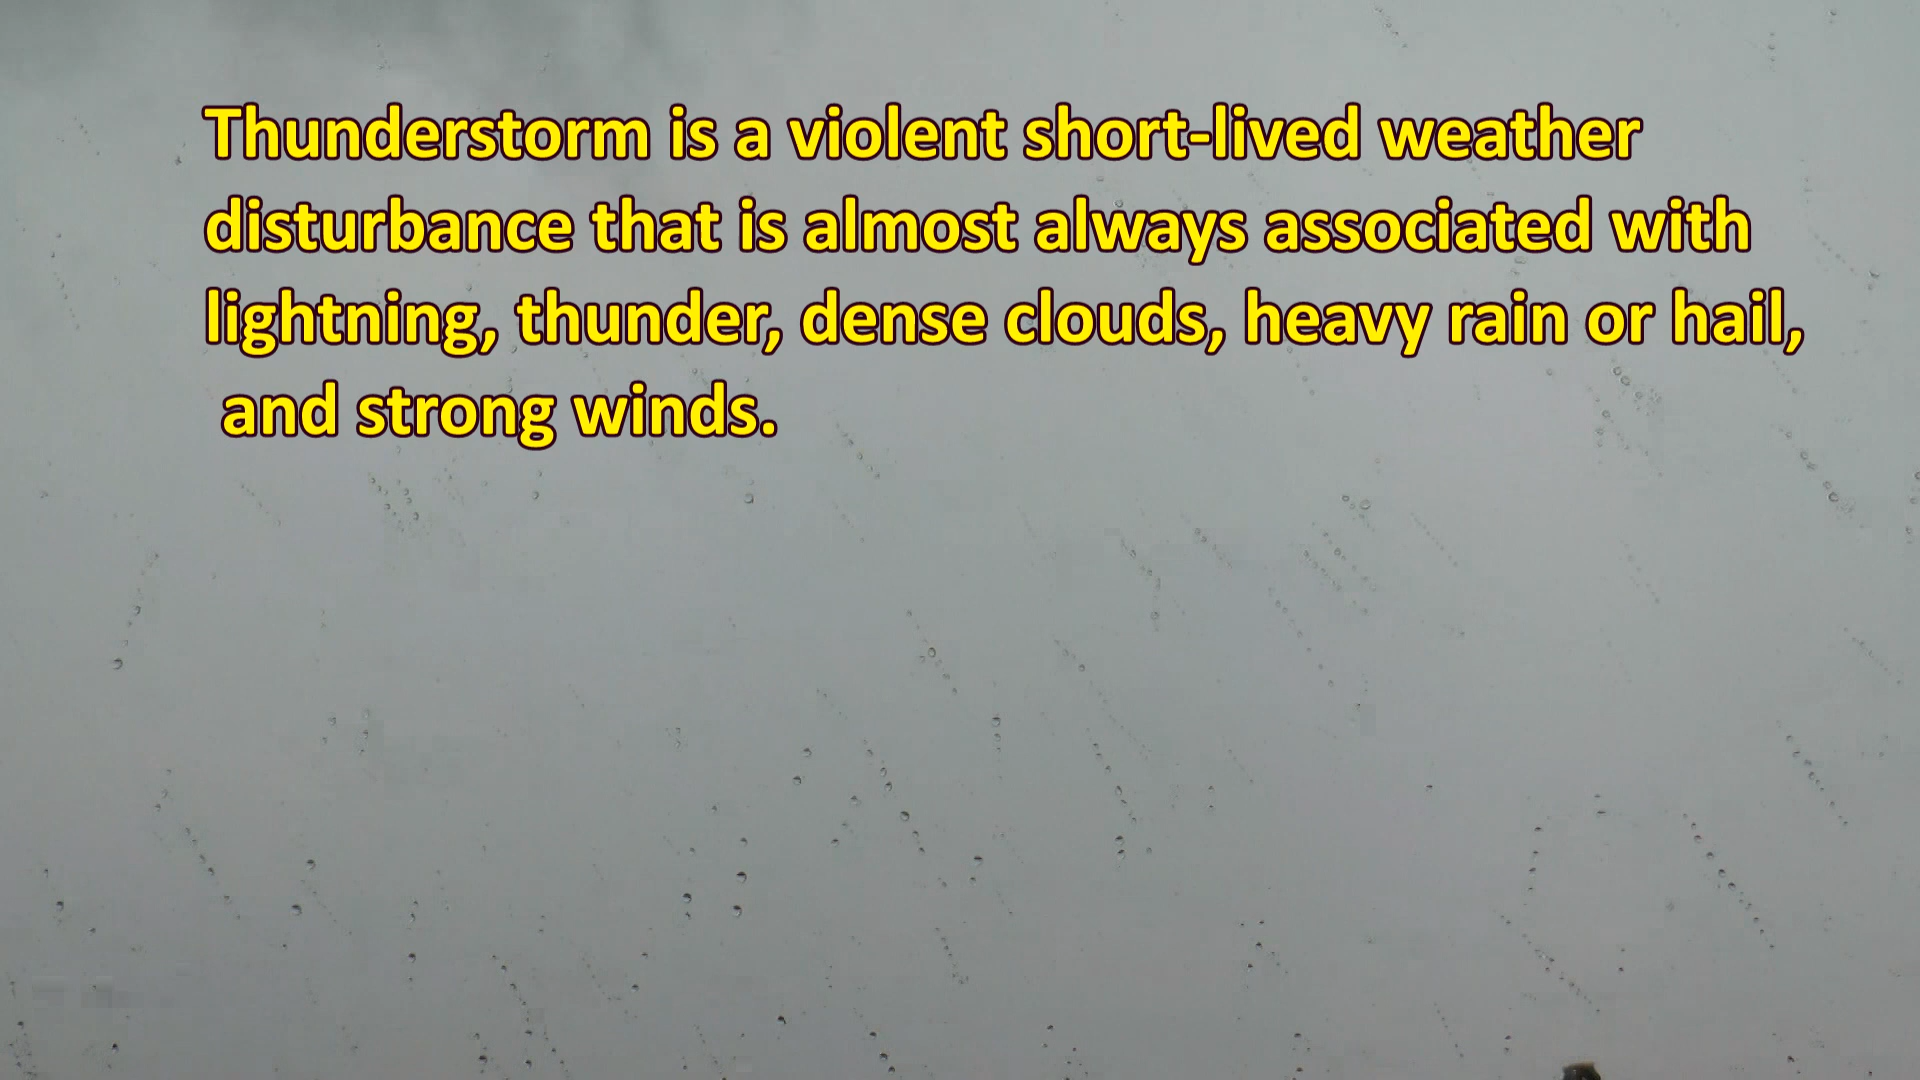 Thunderstorm is a violent short-lived weather
disturbance that is almost always associated with
lightning, thunder, dense clouds, heavy rain or hail,
and strong winds.